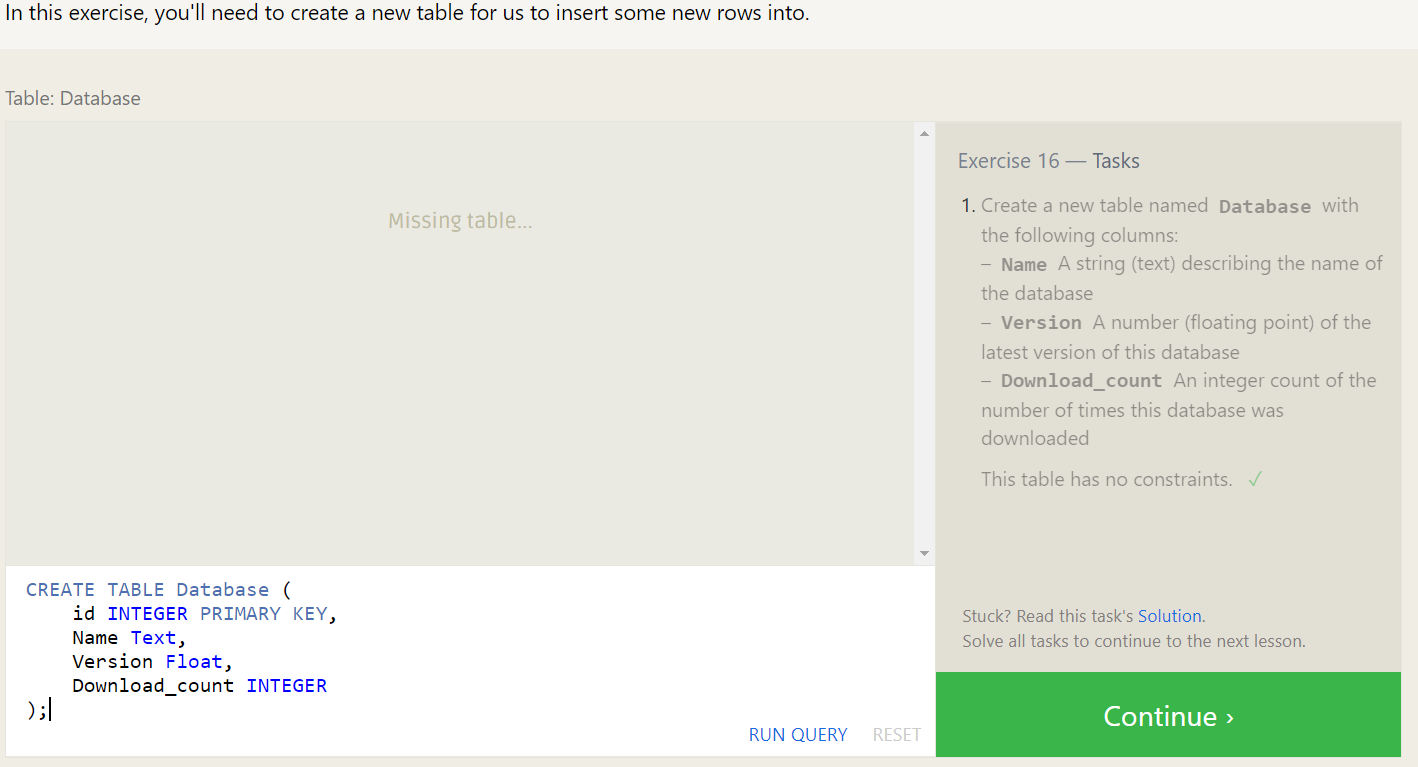 In this exercise, you'll need to create a new table for us to insert some new rows into.
Table: Database
Missing table...
Exercise 16 — Tasks
1. Create a new table named Database with
the following columns:
– Name A string (text) describing the name of
the database
– Version A number (floating point) of the
latest version of this database
– Download_count An integer count of the
number of times this database was
downloaded
This table has no constraints. ✓
CREATE TABLE Database (
    id INTEGER PRIMARY KEY,
    Name Text,
    Version Float,
    Download_count INTEGER
);
RUN QUERY RESET
Stuck? Read this task's Solution.
Solve all tasks to continue to the next lesson.
Continue ›